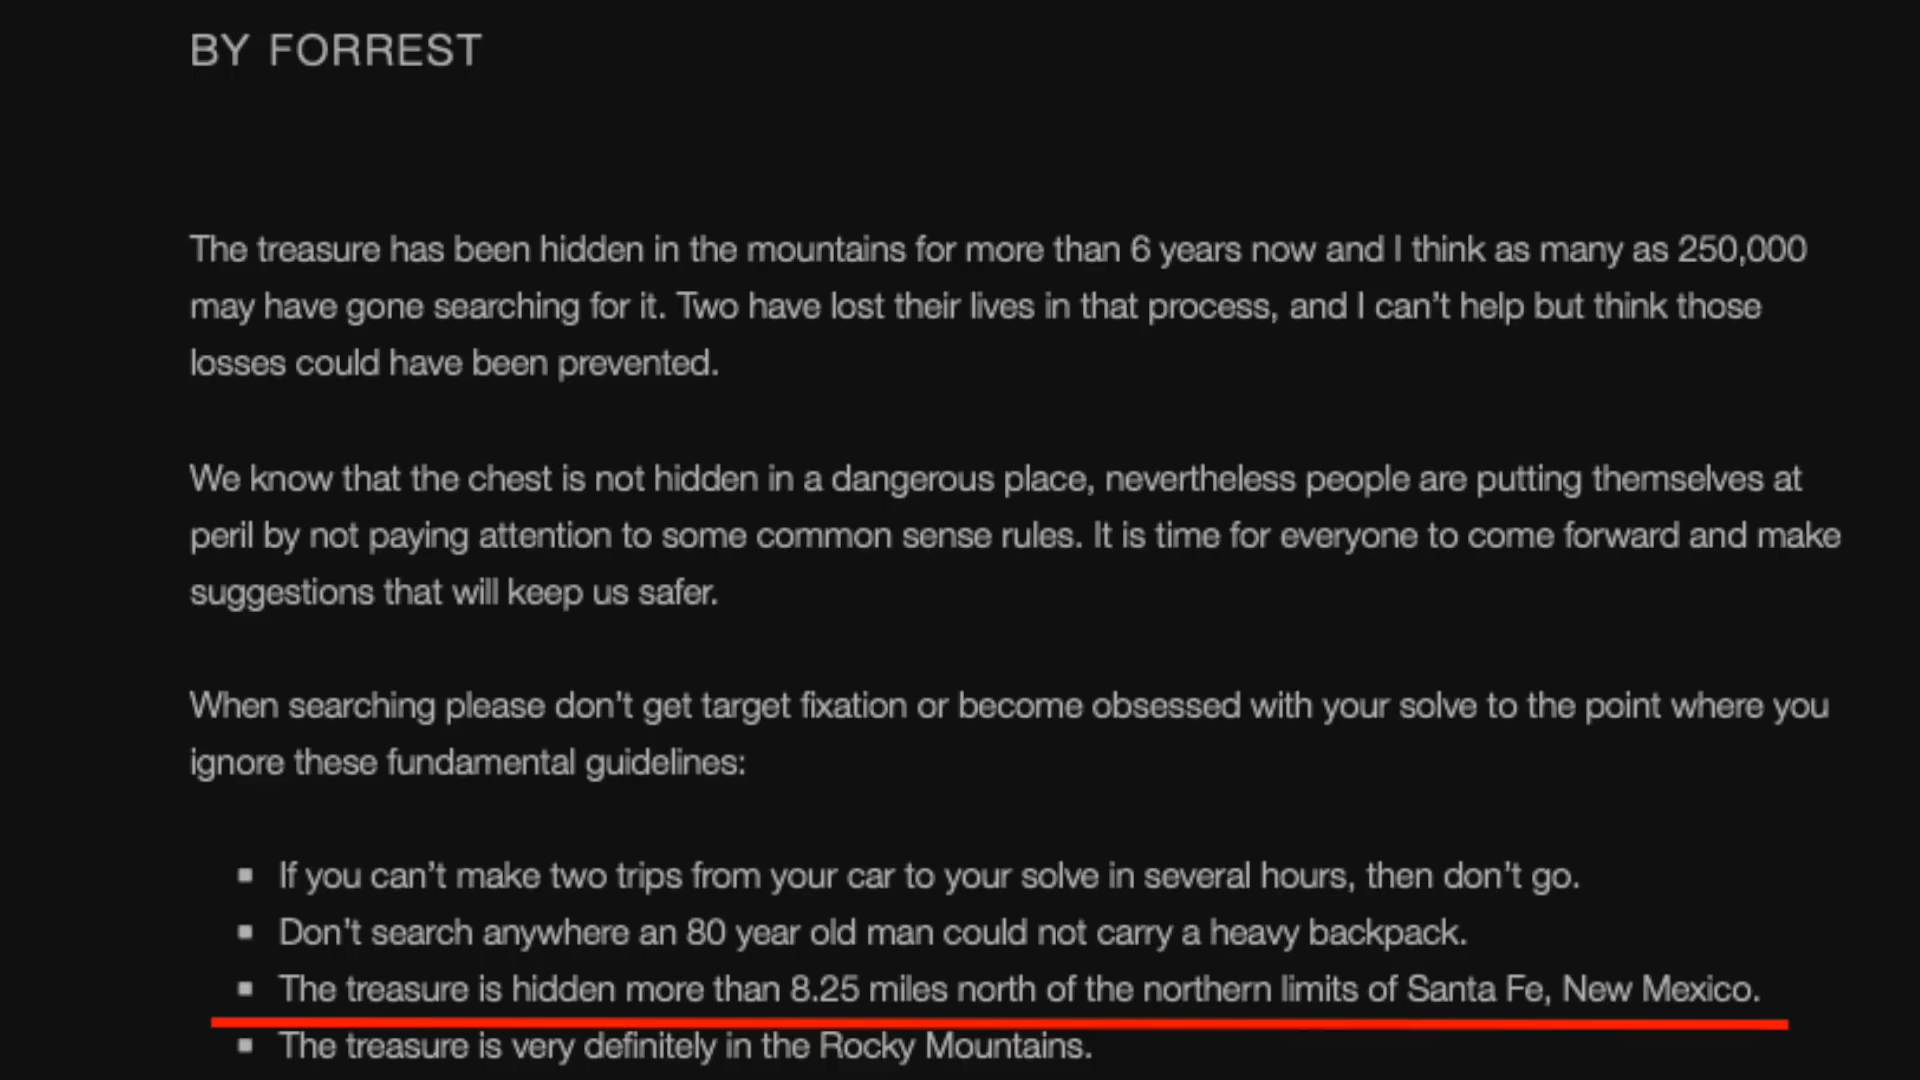 BY FORREST
The treasure has been hidden in the mountains for more than 6 years now and I think as many as 250,000
may have gone searching for it. Two have lost their lives in that process, and I can’t help but think those
losses could have been prevented.
We know that the chest is not hidden in a dangerous place, nevertheless people are putting themselves at
peril by not paying attention to some common sense rules. It is time for everyone to come forward and make
suggestions that will keep us safer.
When searching please don’t get target fixation or become obsessed with your solve to the point where you
ignore these fundamental guidelines:
▪ If you can’t make two trips from your car to your solve in several hours, then don’t go.
▪ Don’t search anywhere an 80 year old man could not carry a heavy backpack.
▪ The treasure is hidden more than 8.25 miles north of the northern limits of Santa Fe, New Mexico.
▪ The treasure is very definitely in the Rocky Mountains.